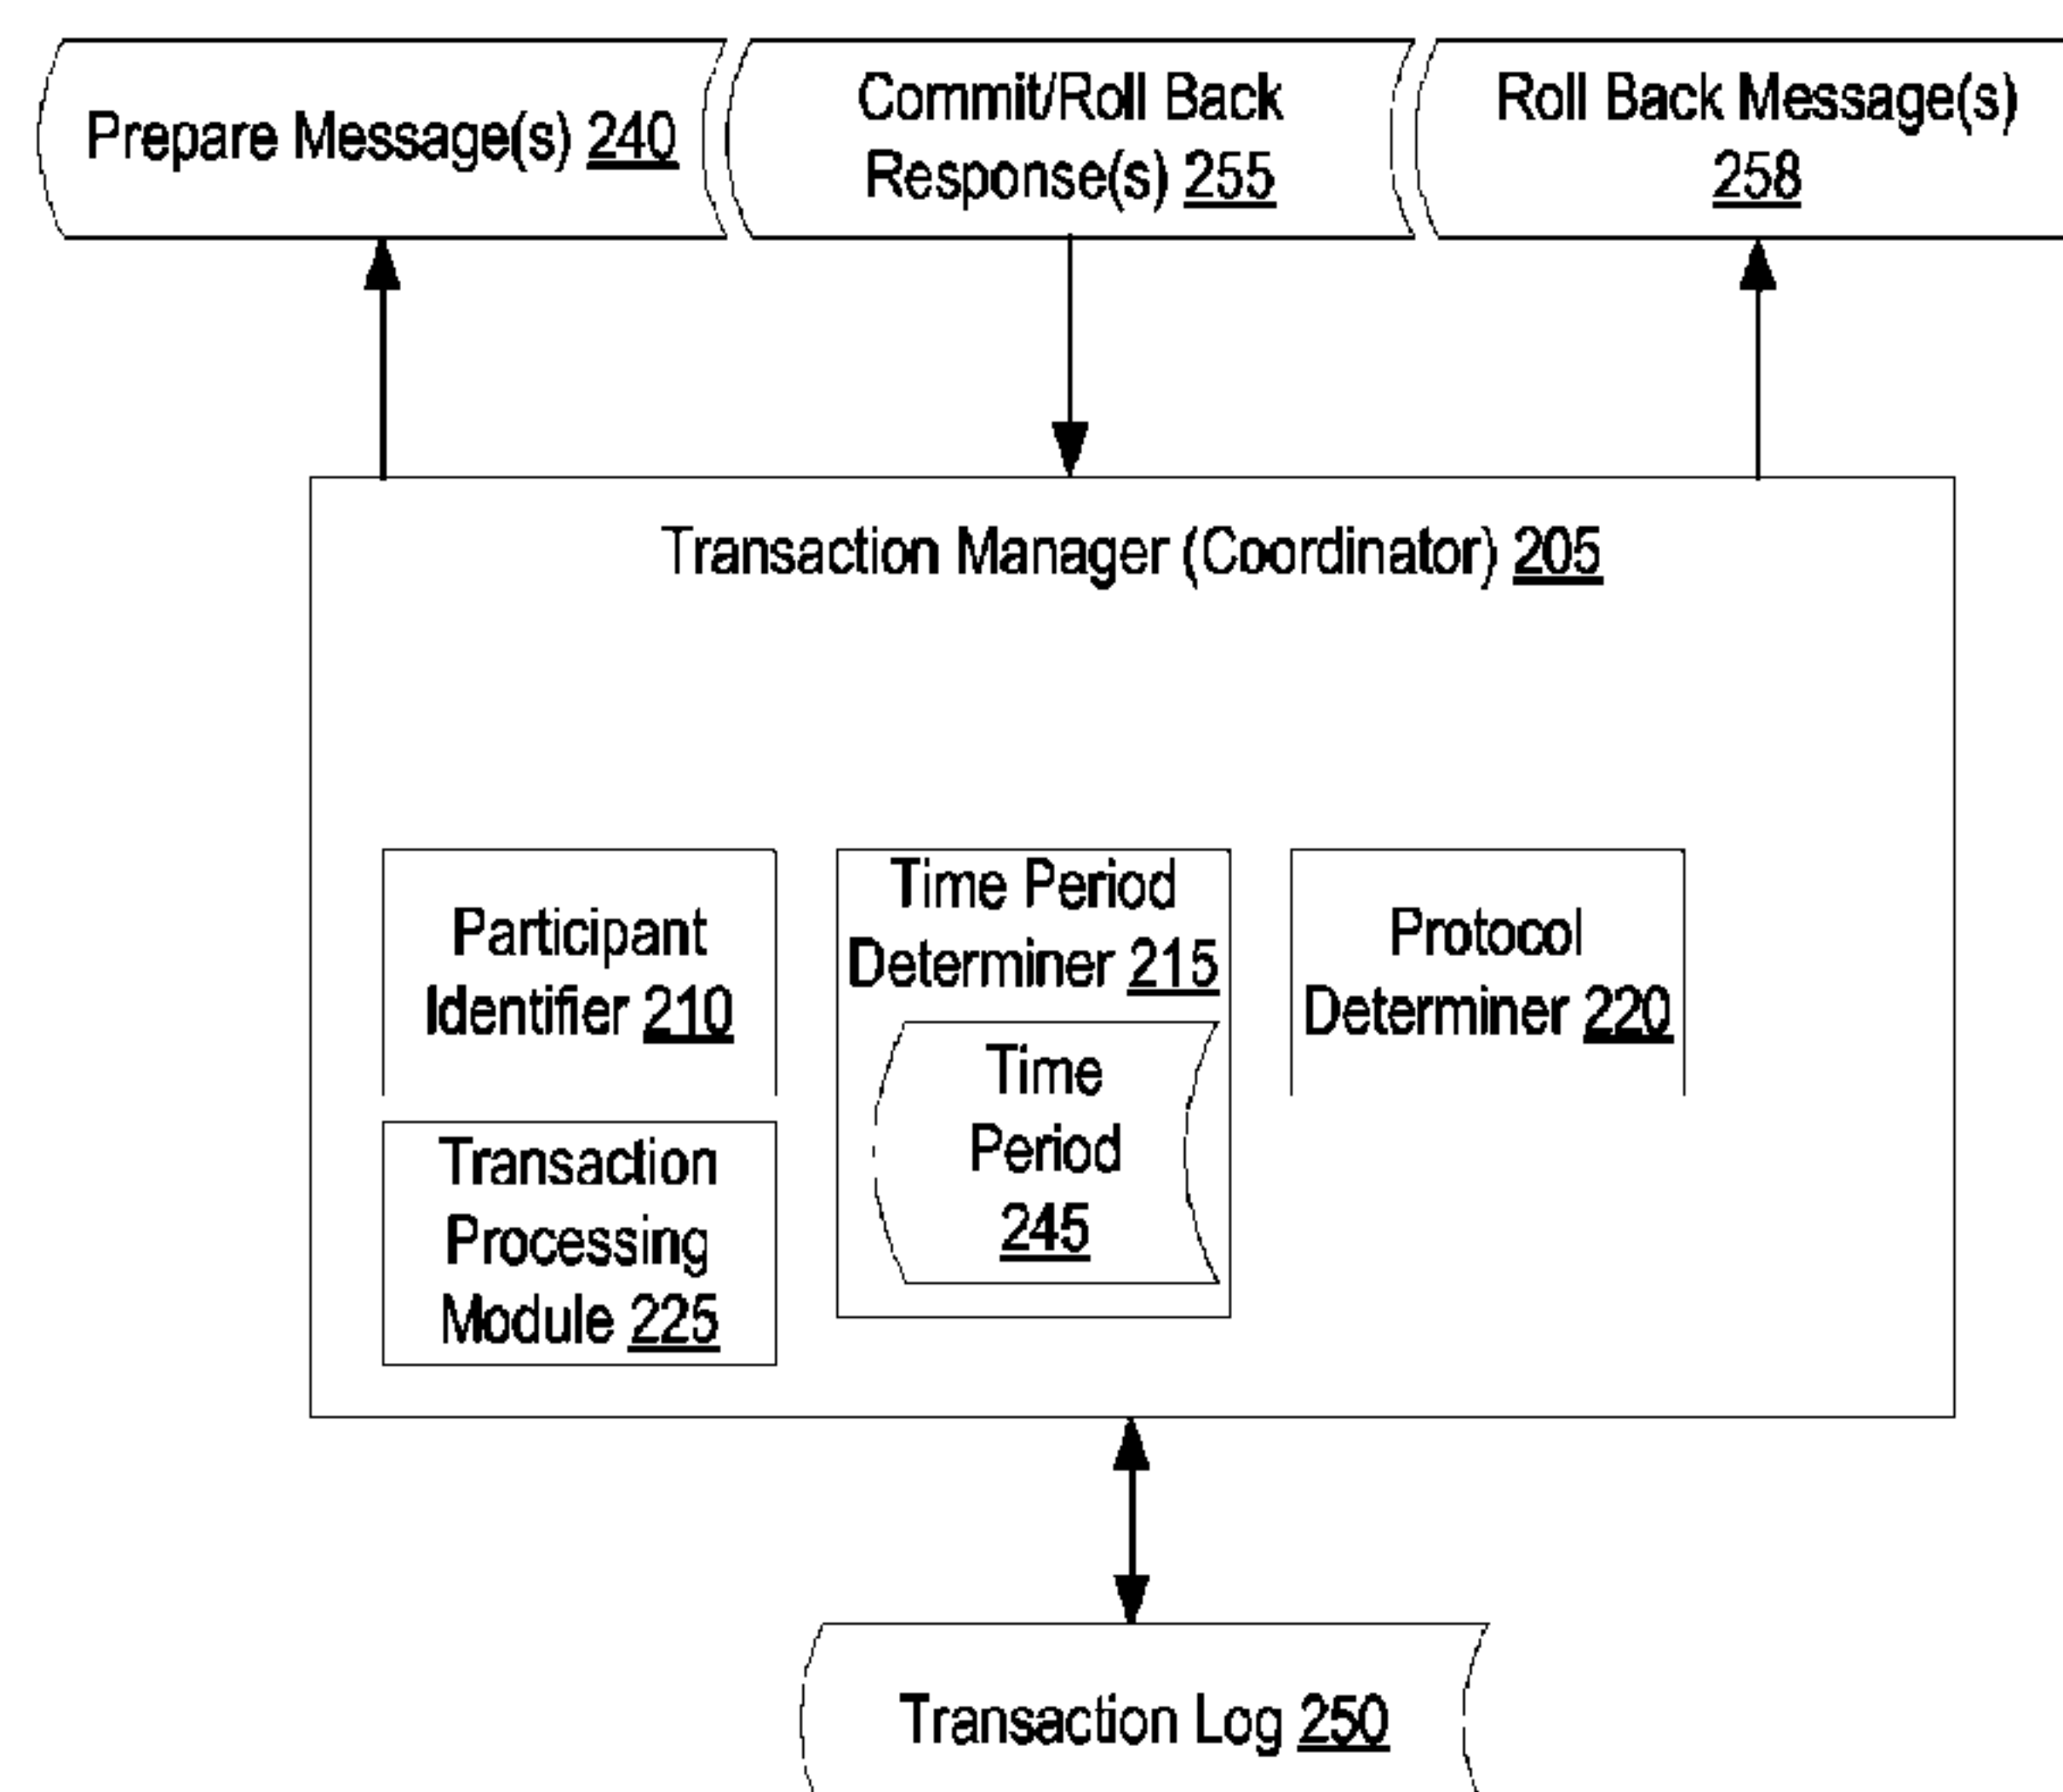 Prepare Message(s) 240
Commit/Roll Back
Response(s) 255
Roll Back Message(s)
258
Transaction Manager (Coordinator) 205
Participant
Identifier 210
Time Period
Determiner 215
Time
Period
245
Protocol
Determiner 220
Transaction
Processing
Module 225
Transaction Log 250